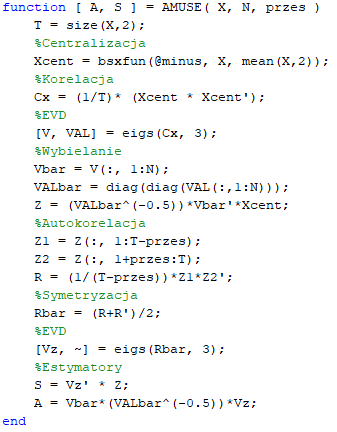 function [ A, S ] = AMUSE( X, N, przes )
T = size(X,2);
%Centralizacja
Xcent = bsxfun(@minus, X, mean(X,2));
%Korelacja
Cx = (1/T)* (Xcent * Xcent');
%EVD
[V, VAL] = eigs(Cx, 3);
%Wybielanie
Vbar = V(:, 1:N);
VALbar = diag(diag(VAL(:,1:N)));
Z = (VALbar^(-0.5))*Vbar'*Xcent;
%Autokorelacja
Z1 = Z(:, 1:T-przes);
Z2 = Z(:, 1+przes:T);
R = (1/(T-przes))*Z1*Z2';
%Symetryzacja
Rbar = (R+R')/2;
%EVD
[Vz, ~] = eigs(Rbar, 3);
%Estymatory
S = Vz' * Z;
A = Vbar*(VALbar^(-0.5))*Vz;
end